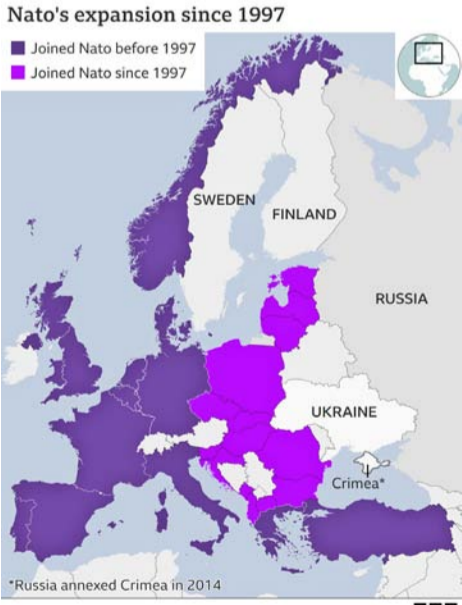 Nato's expansion since 1997
Joined Nato before 1997
Joined Nato since 1997
SWEDEN
FINLAND
RUSSIA
UKRAINE
Crimea*
*Russia annexed Crimea in 2014